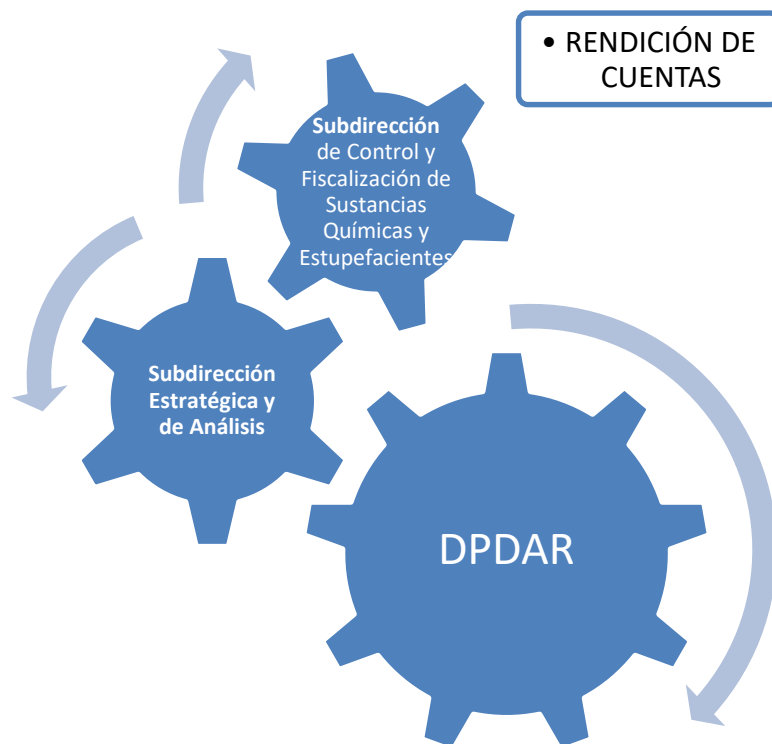 • RENDICIÓN DE
CUENTAS
Subdirección
de Control y
Fiscalización de
Sustancias
Químicas y
Estupefacientes
Subdirección
Estratégica y
de Análisis
DPDAR